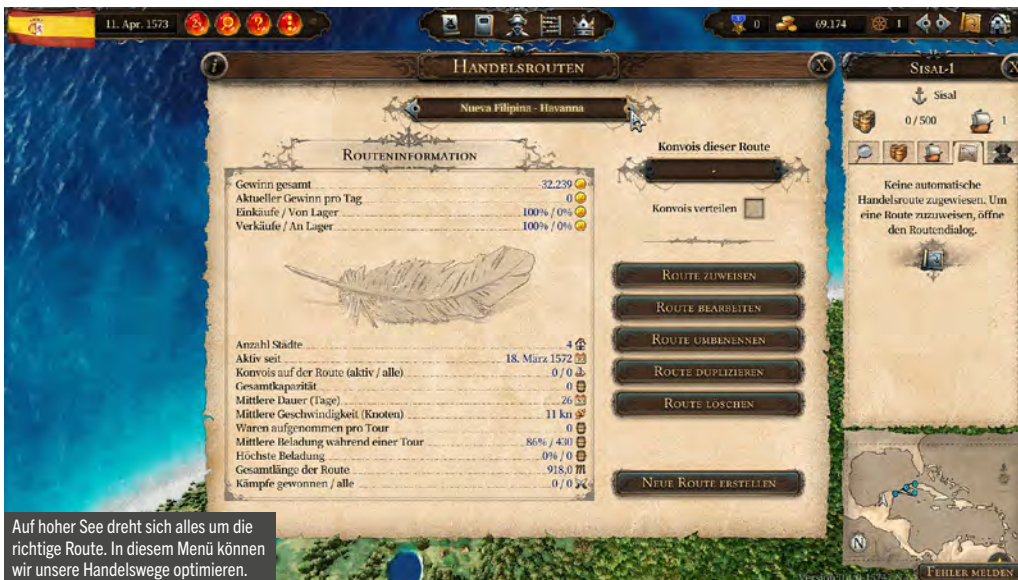 11. Apr. 1573
0
69.174
1
HANDELSROUTEN
Nueva Filipina - Havanna
ROUTENINFORMATION
Gewinn gesamt 32.239
Aktueller Gewinn pro Tag 0
Einkäufe / Von Lager 100% / 0%
Verkäufe / An Lager 100% / 0%
Anzahl Städte 4
Aktiv seit 18. März 1572
Konvois auf der Route (aktiv / alle) 0 / 0
Gesamtkapazität 0
Mittlere Dauer (Tage) 26
Mittlere Geschwindigkeit (Knoten) 11 kn
Waren aufgenommen pro Tour 0
Mittlere Beladung während einer Tour 86% / 430
Höchste Beladung 0% / 0
Gesamtlänge der Route 918,0 m
Kämpfe gewonnen / alle 0 / 0
Konvois dieser Route
-
Konvois verteilen
ROUTE ZUWEISEN
ROUTE BEARBEITEN
ROUTE UMBENENNEN
ROUTE DUPLIZIEREN
ROUTE LÖSCHEN
NEUE ROUTE ERSTELLEN
SISAL-1
Sisal
0 / 500
1
Keine automatische
Handelsroute zugewiesen. Um
eine Route zuzuweisen, öffne
den Routendialog.
N
FEHLER MELDEN
Auf hoher See dreht sich alles um die
richtige Route. In diesem Menü können
wir unsere Handelswege optimieren.